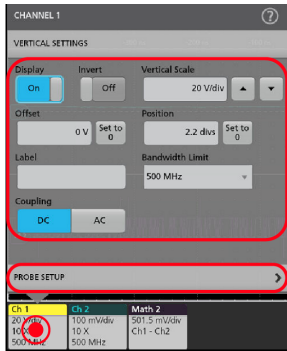 CHANNEL 1 ?
VERTICAL SETTINGS
Display Invert Vertical Scale
On Off 20 V/div
Offset Position
0 V Set to 0 2.2 divs Set to 0
Label Bandwidth Limit
500 MHz
Coupling
DC AC
PROBE SETUP
Ch 1 Ch 2 Math 2
20 V/div 100 mV/div 501.5 mV/div
10X 10 X Ch1 - Ch2
500 MHz 500 MHz